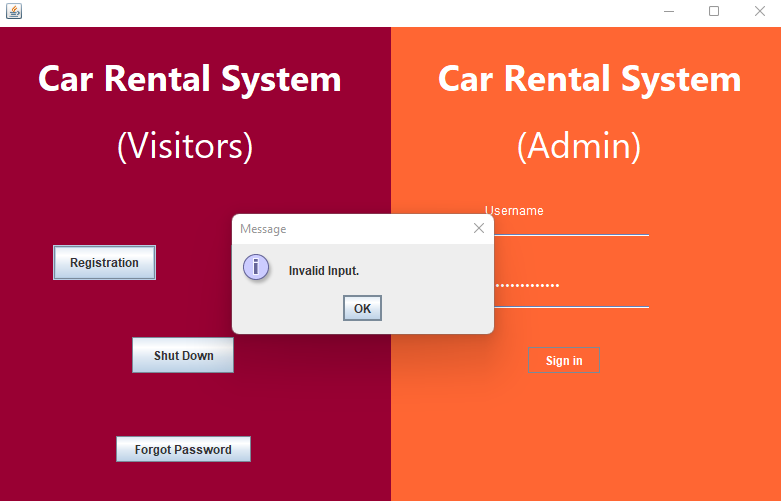 Car Rental System
(Visitors)
Registration
Shut Down
Forgot Password
Car Rental System
(Admin)
Username
Sign in
Message
Invalid Input.
OK